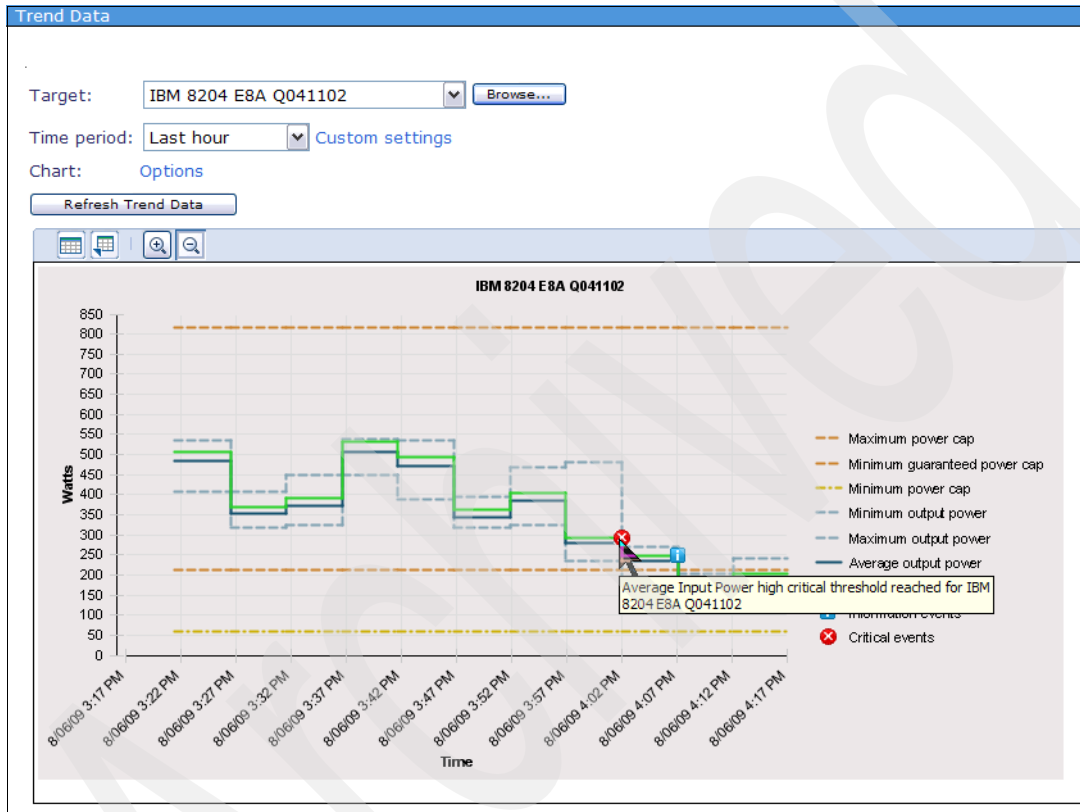 Trend Data
Target:
IBM 8204 E8A Q041102
Browse...
Time period:
Last hour
Custom settings
Chart:
Options
Refresh Trend Data
IBM 8204 E8A Q041102
850
800
750
700
650
600
550
500
450
400
350
300
250
200
150
100
50
0
Watts
Maximum power cap
Minimum guaranteed power cap
Minimum power cap
Minimum output power
Maximum output power
Average output power
Average Input Power high critical threshold reached for IBM
8204 E8A Q041102
Information events
Critical events
8/06/09 3:17 PM
8/06/09 3:22 PM
8/06/09 3:27 PM
8/06/09 3:32 PM
8/06/09 3:37 PM
8/06/09 3:42 PM
8/06/09 3:47 PM
8/06/09 3:52 PM
8/06/09 3:57 PM
8/06/09 4:02 PM
8/06/09 4:07 PM
8/06/09 4:12 PM
8/06/09 4:17 PM
Time
Archived